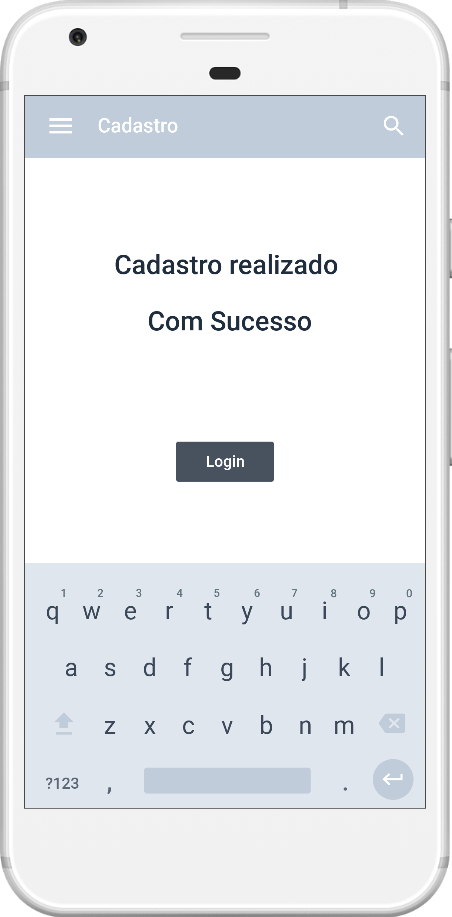 Cadastro
Cadastro realizado
Com Sucesso
Login
1 2 3 4 5 6 7 8 9 0
q w e r t y u i o p
a s d f g h j k l
z x c v b n m
?123 , .